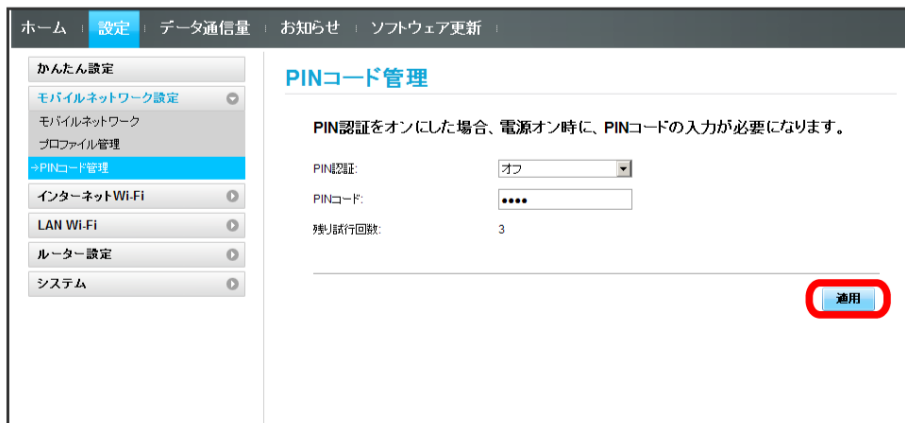 ホーム 設定 データ通信量 お知らせ ソフトウェア更新
かんたん設定
モバイルネットワーク設定
モバイルネットワーク
プロファイル管理
→PINコード管理
インターネットWi-Fi
LAN Wi-Fi
ルーター設定
システム
PINコード管理
PIN認証をオンにした場合、電源オン時に、PINコードの入力が必要になります。
PIN認証: オフ
PINコード: ••••
残り試行回数: 3
適用